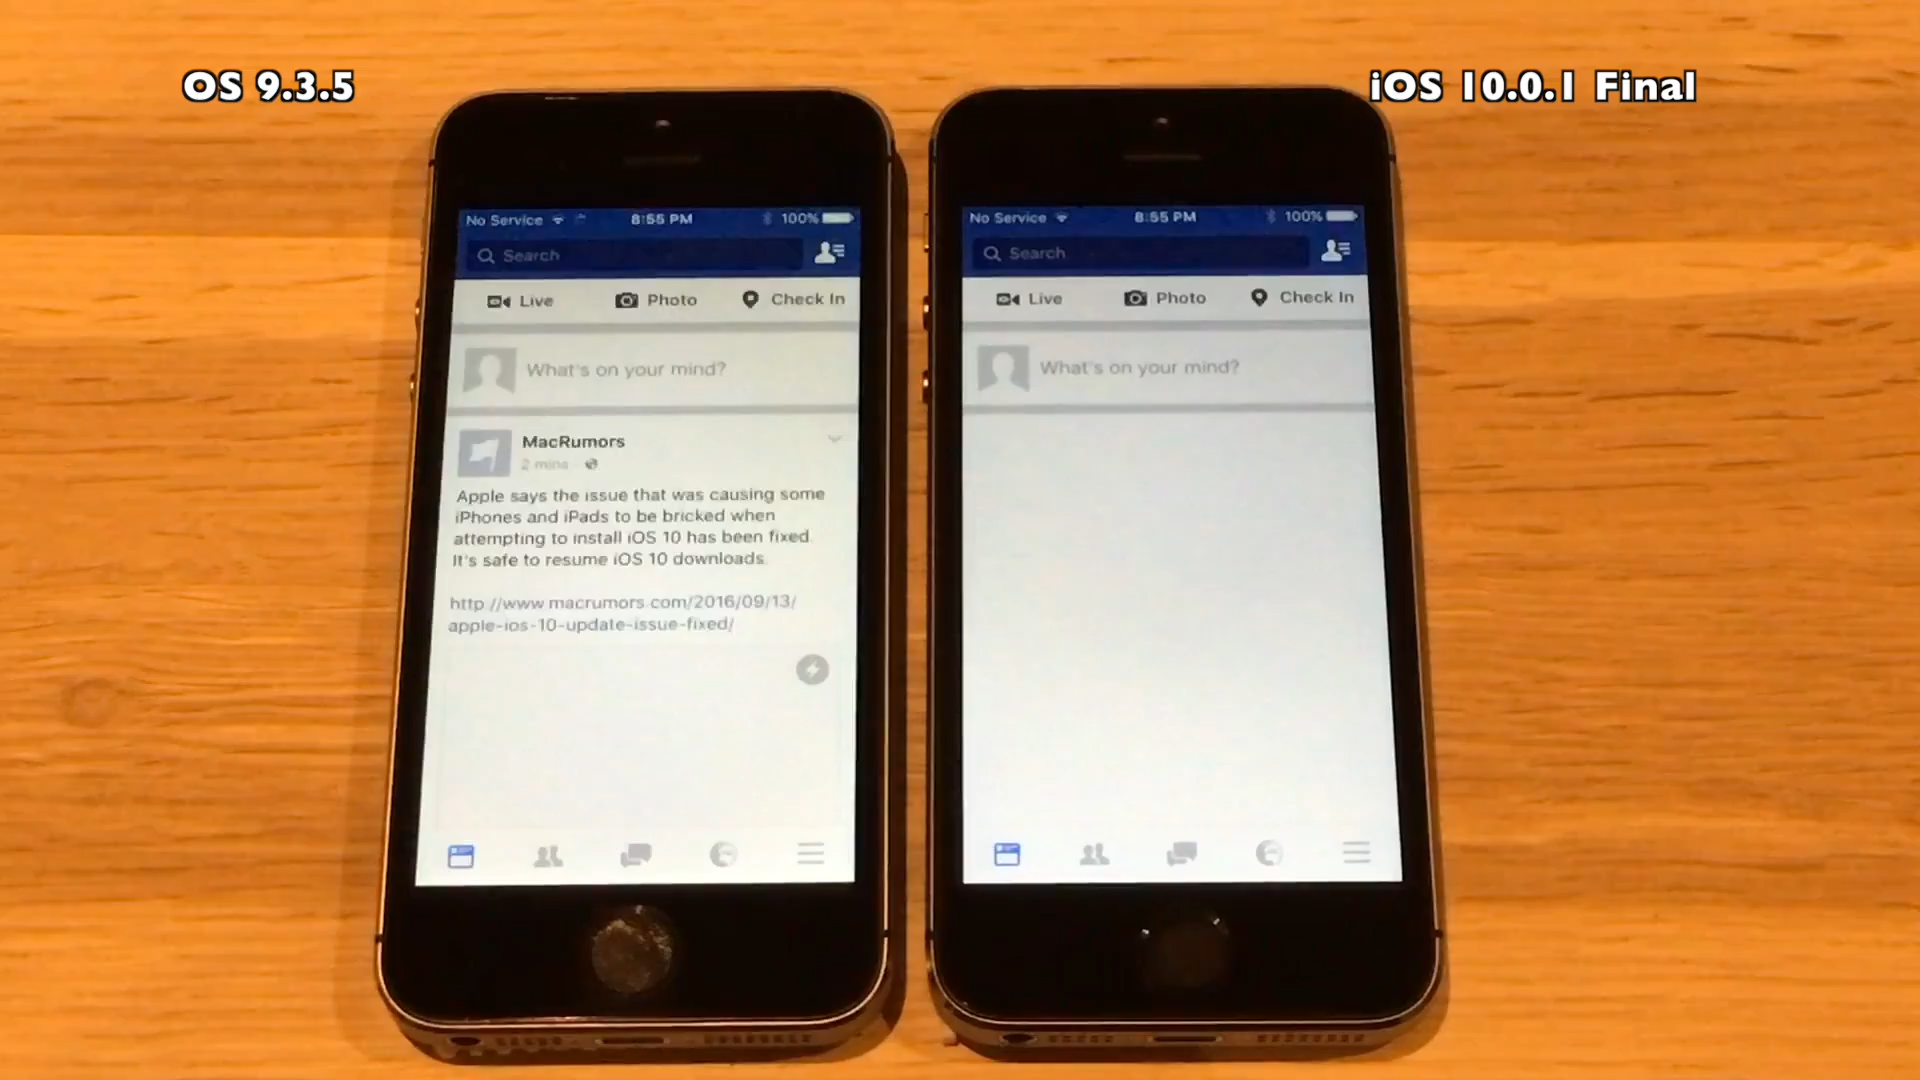 OS 9.3.5
iOS 10.0.1 Final
No Service 8:55 PM 100%
Search
Live Photo Check In
What's on your mind?
MacRumors
2 mins
Apple says the issue that was causing some
iPhones and iPads to be bricked when
attempting to install iOS 10 has been fixed.
It's safe to resume iOS 10 downloads.
http://www.macrumors.com/2016/09/13/
apple-ios-10-update-issue-fixed/
No Service 8:55 PM 100%
Search
Live Photo Check In
What's on your mind?